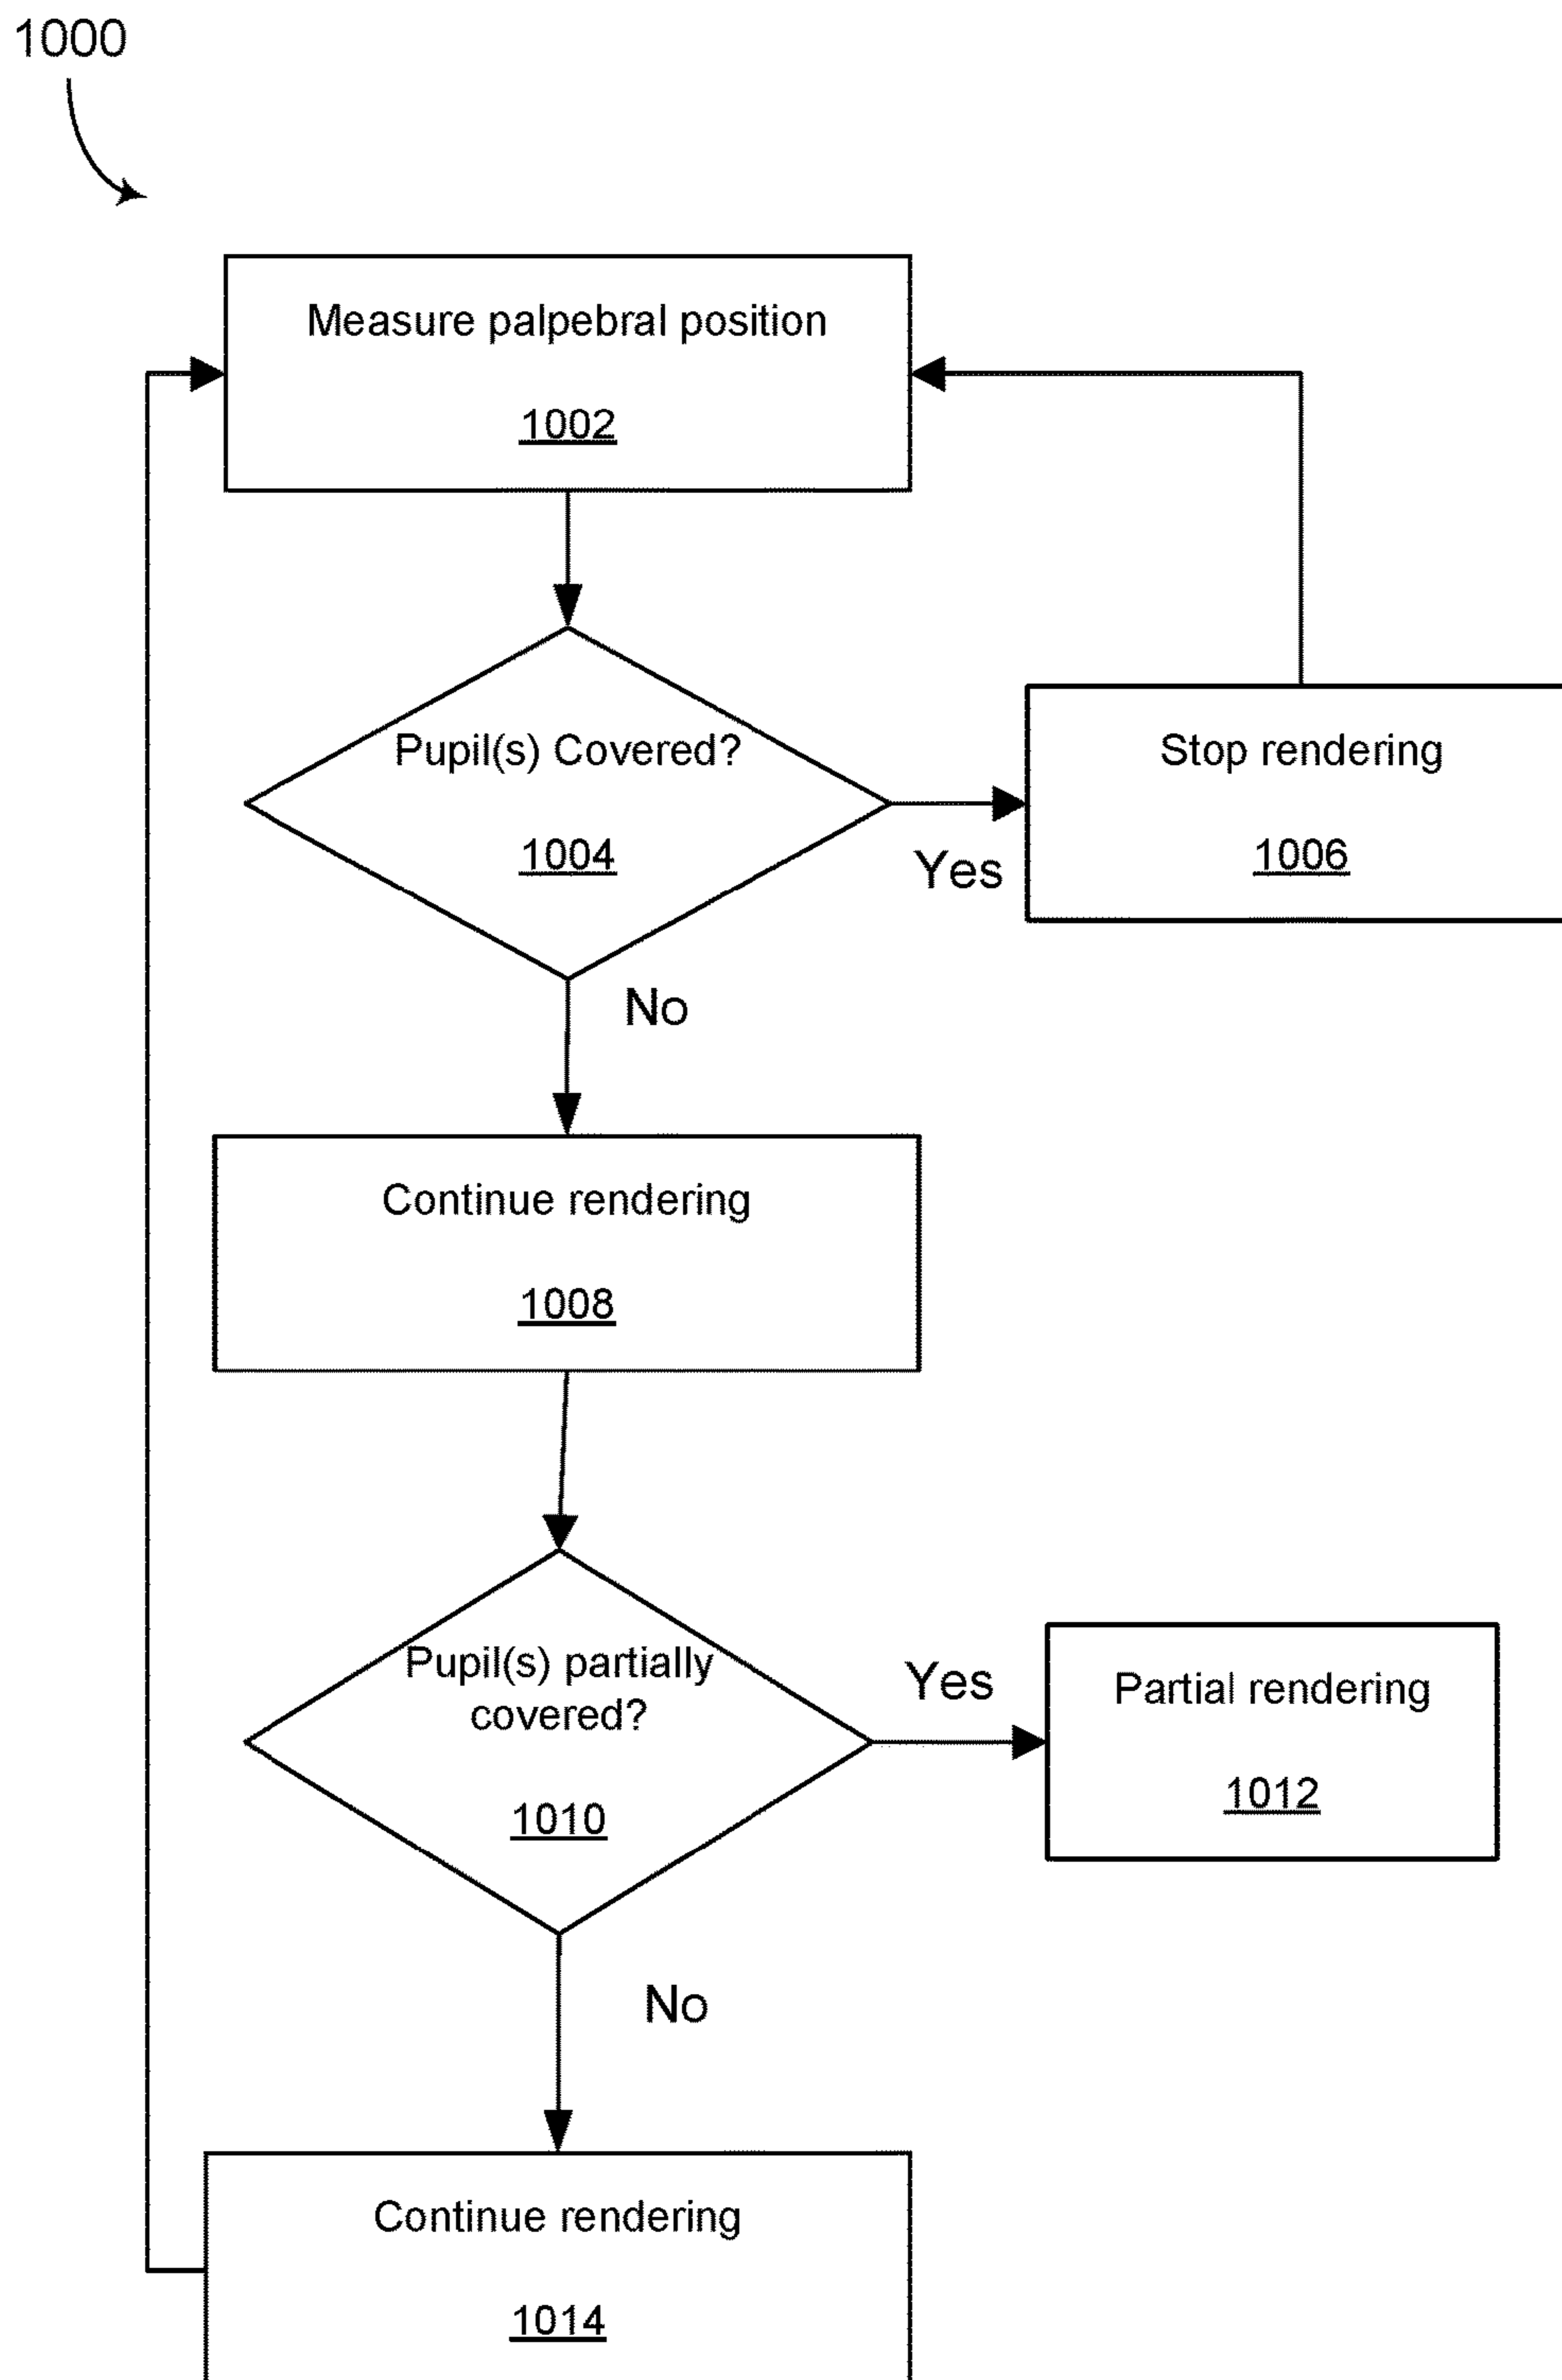 1000
Measure palpebral position
1002
Pupil(s) Covered?
1004
Yes
Stop rendering
1006
No
Continue rendering
1008
Pupil(s) partially
covered?
1010
Yes
Partial rendering
1012
No
Continue rendering
1014